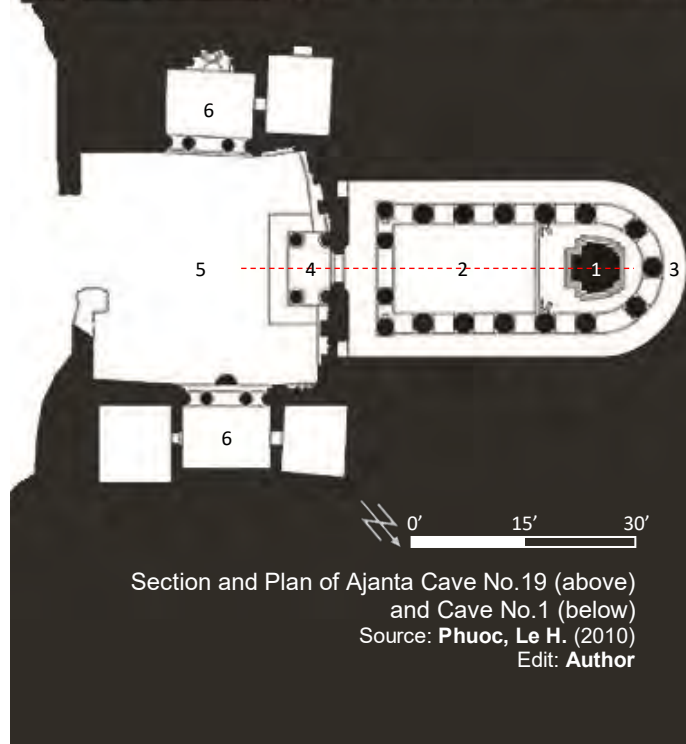 6
5
4
2
1
3
6
0’ 15’ 30’
Section and Plan of Ajanta Cave No.19 (above)
and Cave No.1 (below)
Source: Phuoc, Le H. (2010)
Edit: Author